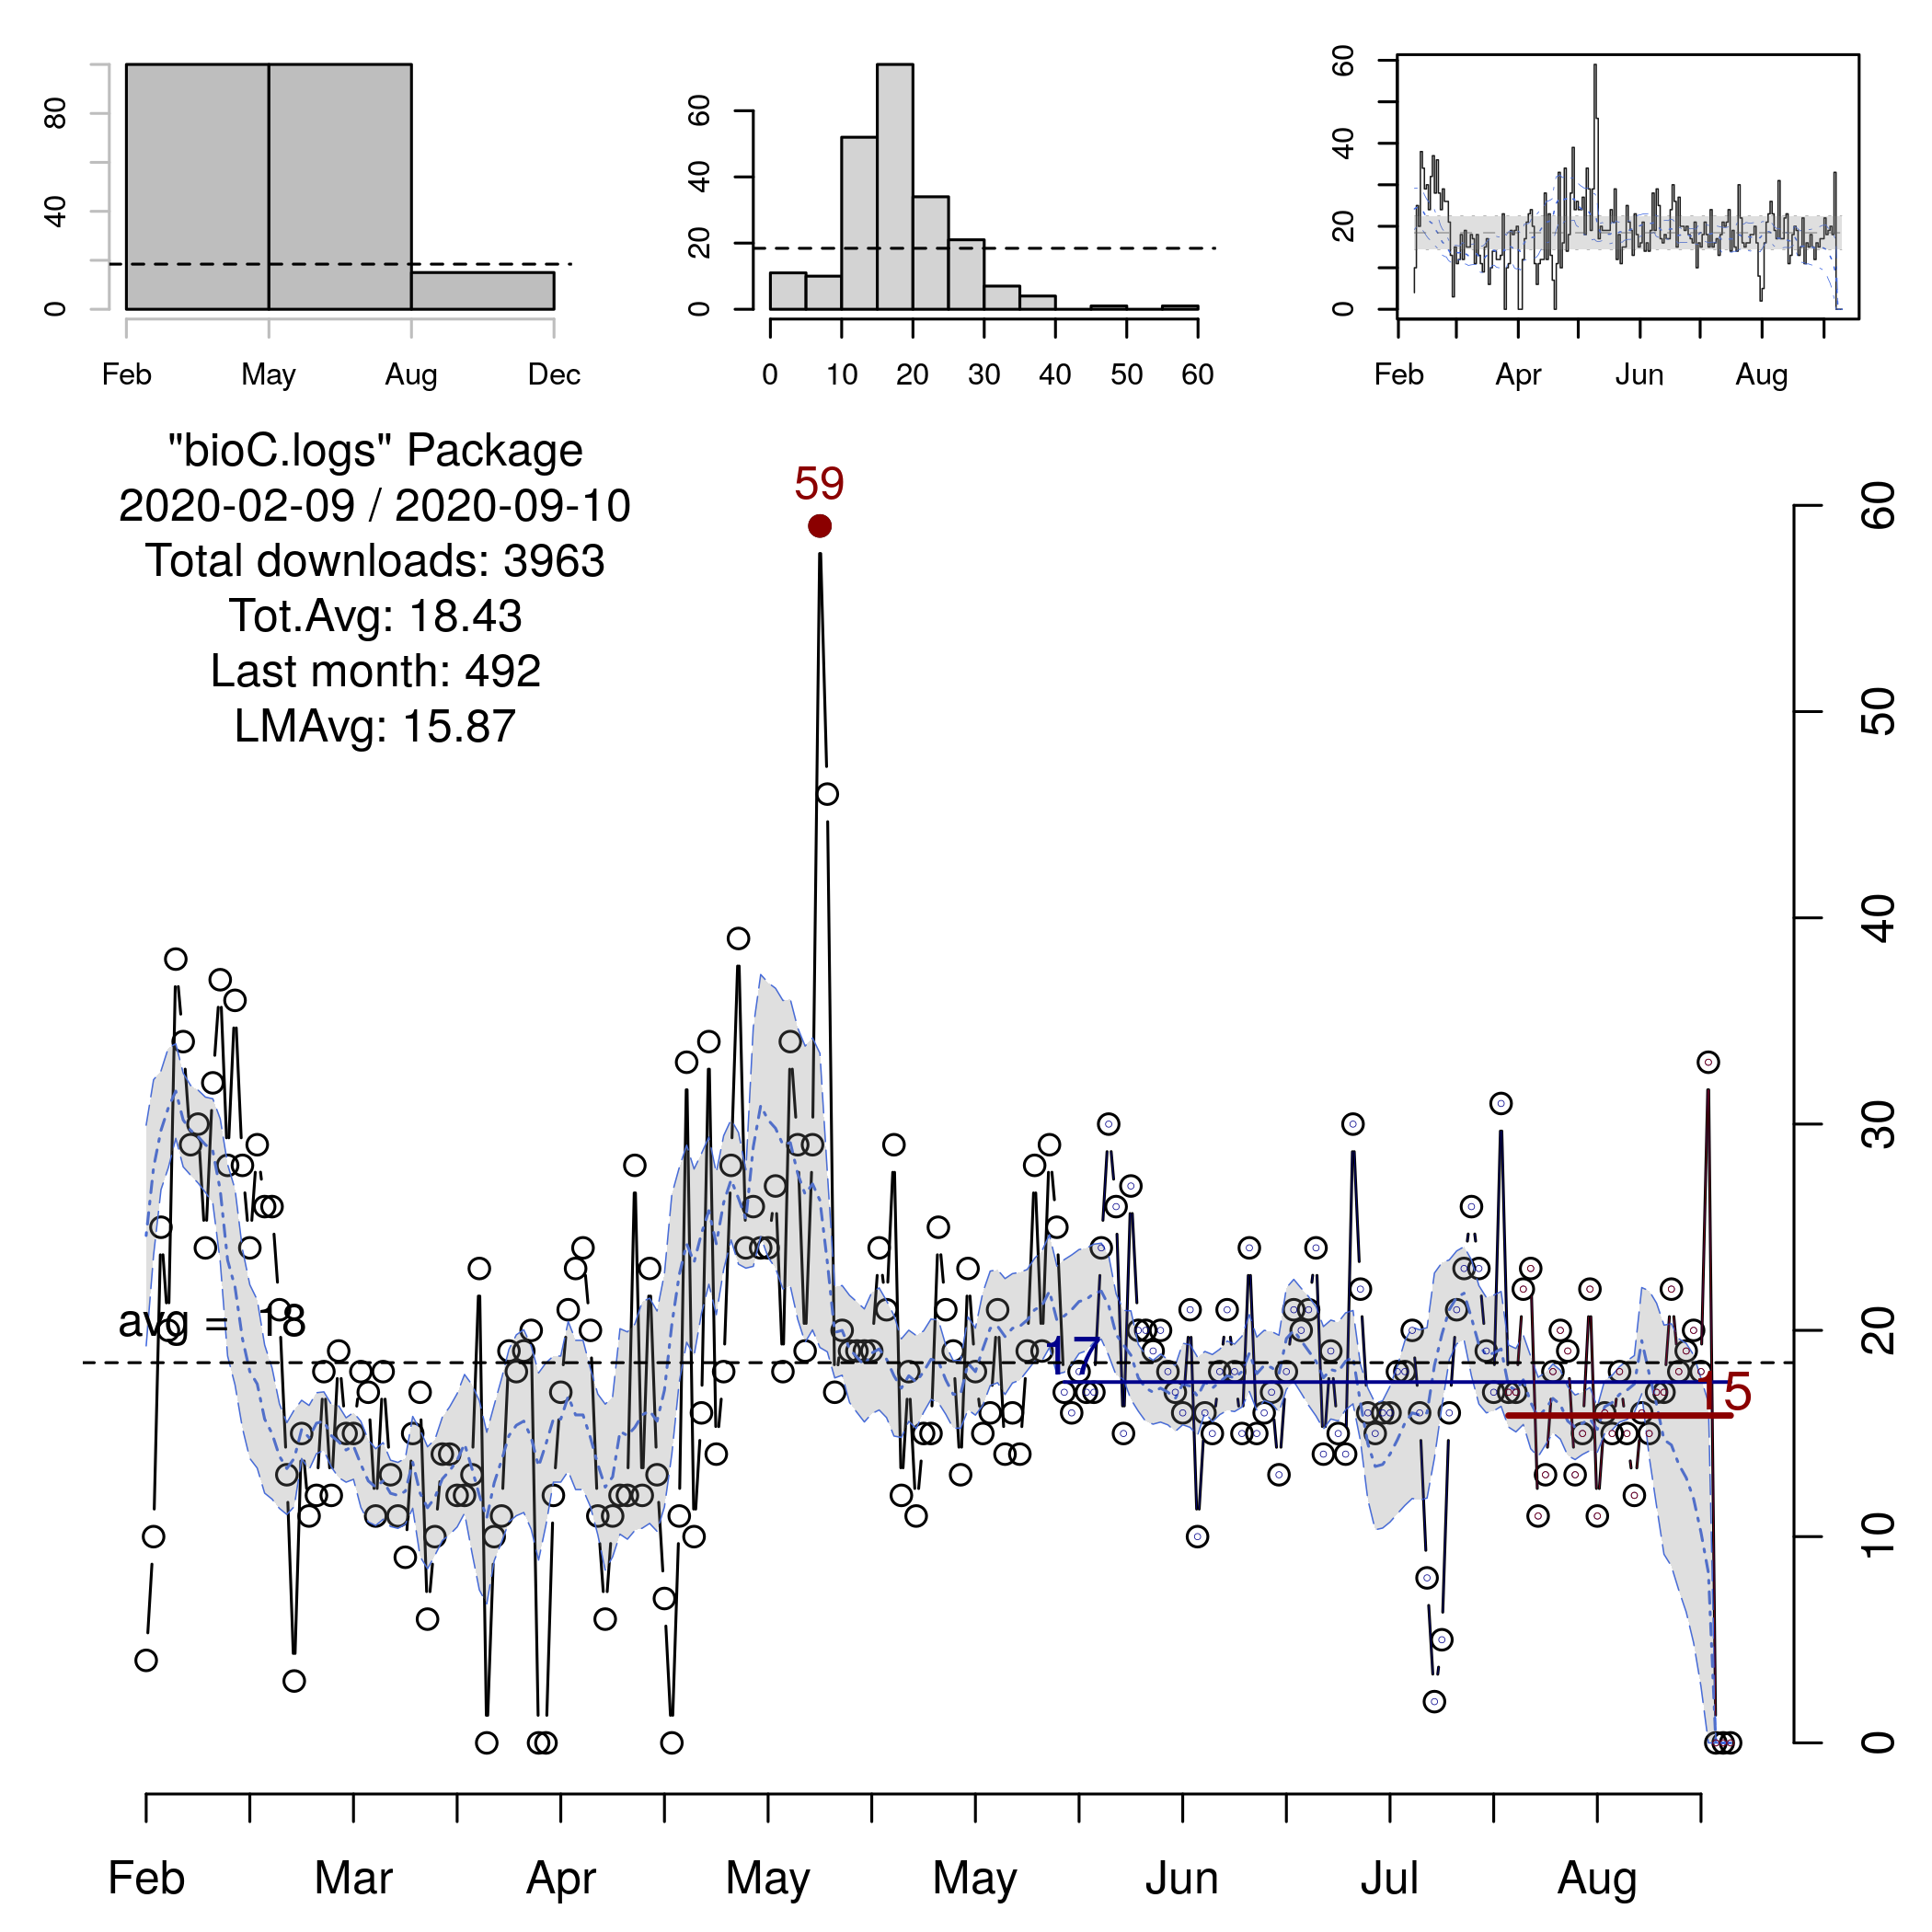 80
40
0
Feb May Aug Dec
60
40
20
0
0 10 20 30 40 50 60
60
40
20
0
Feb Apr Jun Aug
"bioC.logs" Package
2020-02-09 / 2020-09-10
Total downloads: 3963
Tot.Avg: 18.43
Last month: 492
LMAvg: 15.87
59
avg = 18
17
15
60
50
40
30
20
10
0
Feb Mar Apr May May Jun Jul Aug